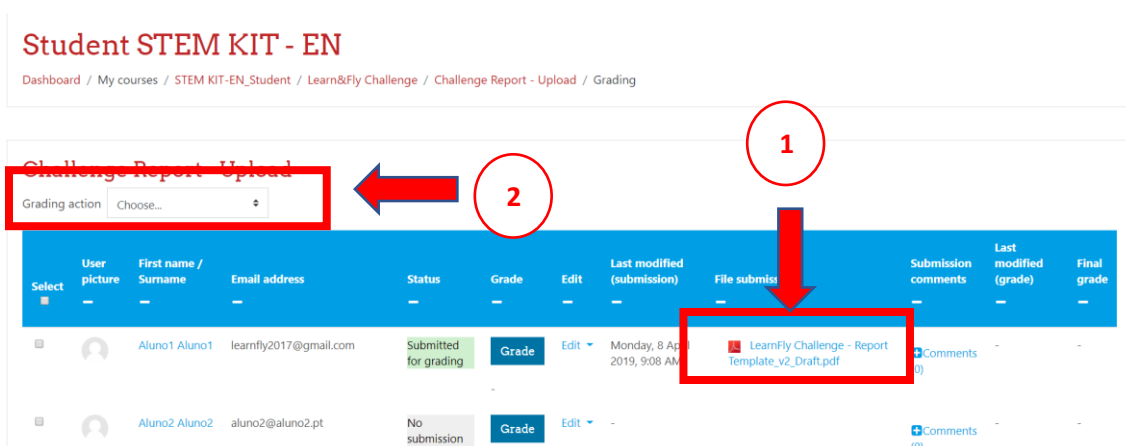 Student STEM KIT - EN
Dashboard / My courses / STEM KIT-EN_Student / Learn&Fly Challenge / Challenge Report - Upload / Grading
1
Challenge Report - Upload
2
Grading action Choose...
Select
User picture
First name / Surname
Email address
Status
Grade
Edit
Last modified (submission)
File submiss
Submission comments
Last modified (grade)
Final grade
Aluno1 Aluno1 learnfly2017@gmail.com Submitted Grade Edit Monday, 8 April LearnFly Challenge - Report Comments - -
for grading 2019, 9:08 AM Template_v2_Draft.pdf (0)
-
Aluno2 Aluno2 aluno2@aluno2.pt No Grade Edit - Comments - -
submission